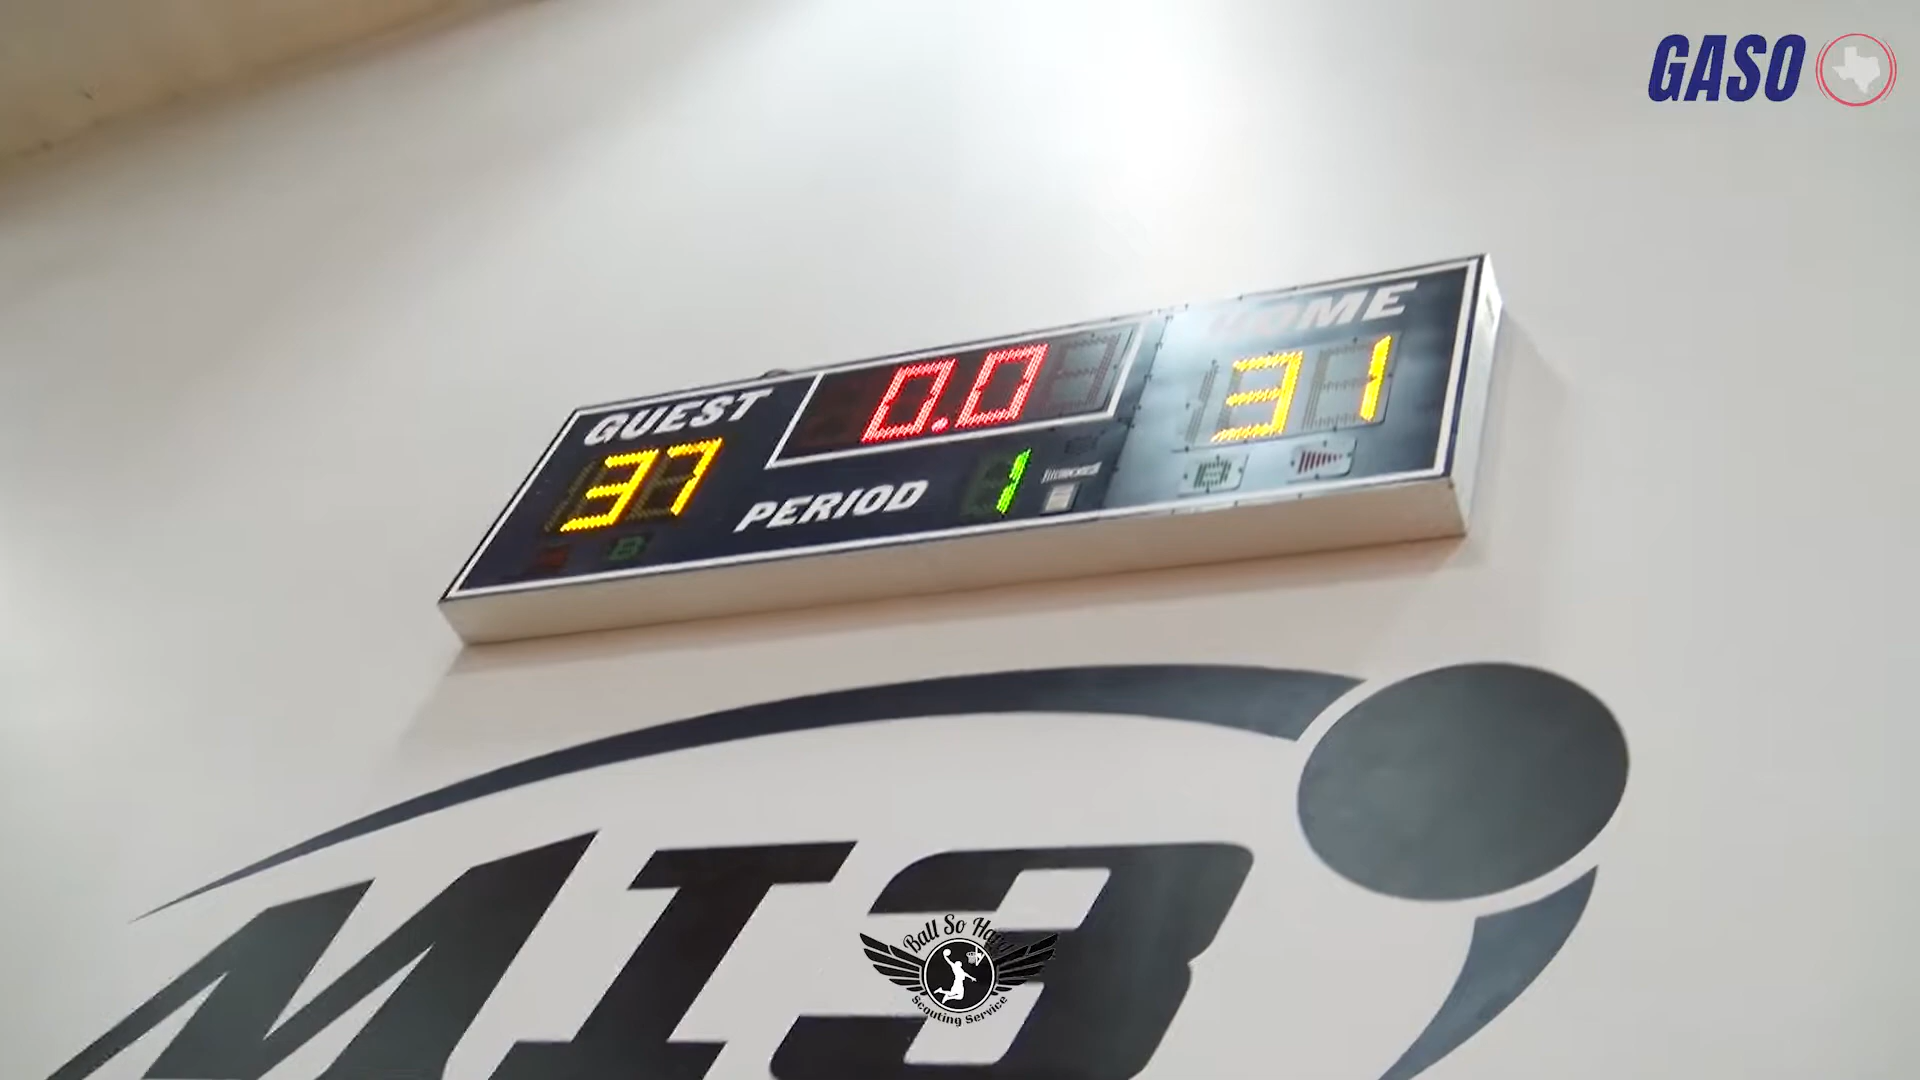 GASO
GUEST
HOME
0.0
37
31
PERIOD
1
MI3
Ball So Hard
Scouting Service